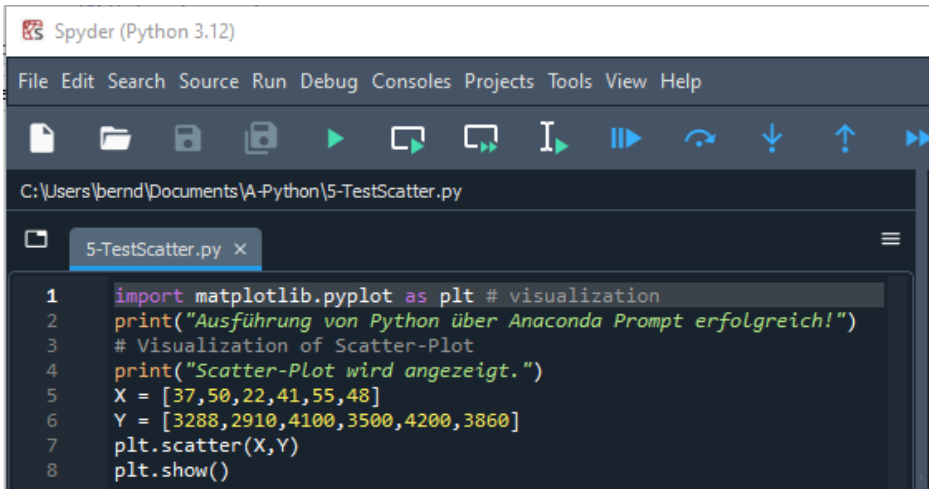 Spyder (Python 3.12)
File Edit Search Source Run Debug Consoles Projects Tools View Help
C:\Users\bernd\Documents\A-Python\5-TestScatter.py
5-TestScatter.py ×
1 import matplotlib.pyplot as plt # visualization
2 print("Ausführung von Python über Anaconda Prompt erfolgreich!")
3 # Visualization of Scatter-Plot
4 print("Scatter-Plot wird angezeigt.")
5 X = [37,50,22,41,55,48]
6 Y = [3288,2910,4100,3500,4200,3860]
7 plt.scatter(X,Y)
8 plt.show()